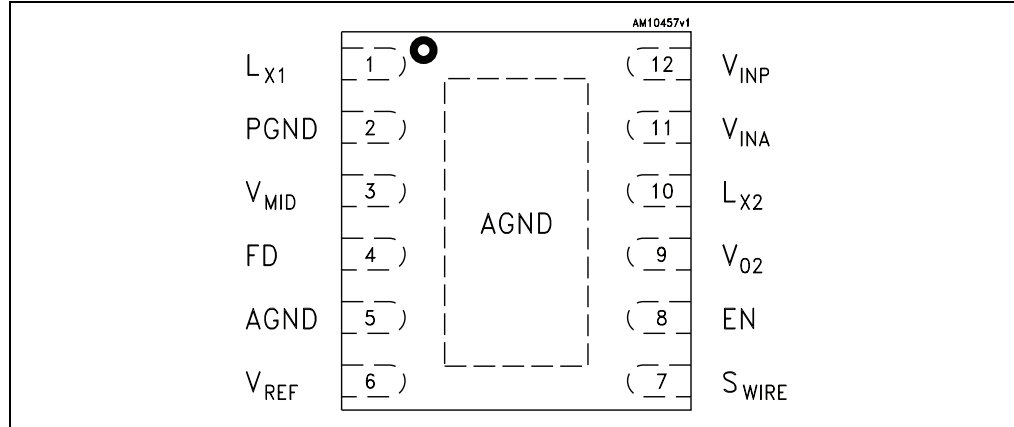 AM10457v1
LX1 1 12 VINP
PGND 2 11 VINA
VMID 3 10 LX2
AGND
FD 4 9 V02
AGND 5 8 EN
VREF 6 7 SWIRE